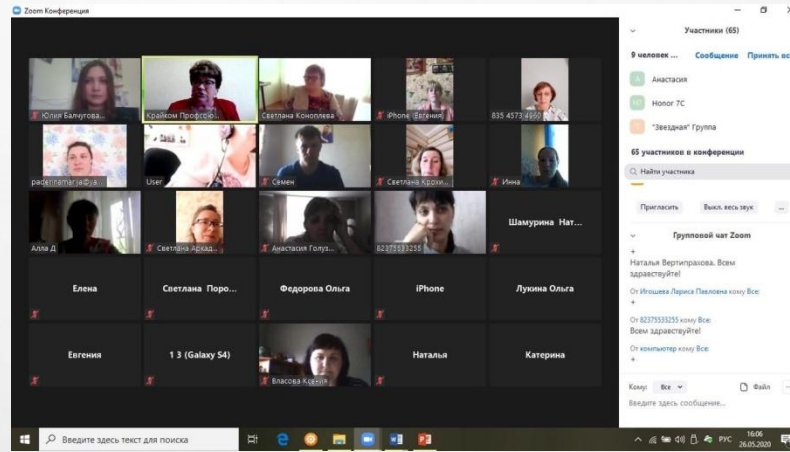 Zoom Конференция
Юлия Балчугова...
Крайком Профсою...
Светлана Коноплева
iPhone (Евгения)
835 4573 4960
paderinamarja@ya...
User
Семен
Светлана Крохи...
Инна
Алла Д
Светлана Аркад...
Анастасия Голуз...
82375533255
Шамурина Нат...
Елена
Светлана Поро...
Федорова Ольга
iPhone
Лукина Ольга
Евгения
1 3 (Galaxy S4)
Власова Ксения
Наталья
Катерина
Участники (65)
9 человек ... Сообщение Принять все
А Анастасия
H7 Honor 7C
"Звездная" Группа
65 участников в конференции
Найти участника
Пригласить Выкл. весь звук ...
Групповой чат Zoom
+
Наталья Вертипрахова. Всем
здравствуйте!
От Игошева Лариса Павловна кому Все:
+
От 82375533255 кому Все:
Всем здравствуйте!
От компьютер кому Все:
+
Кому: Все Файл ...
Введите здесь сообщение...
Введите здесь текст для поиска
РУС
16:06
26.05.2020